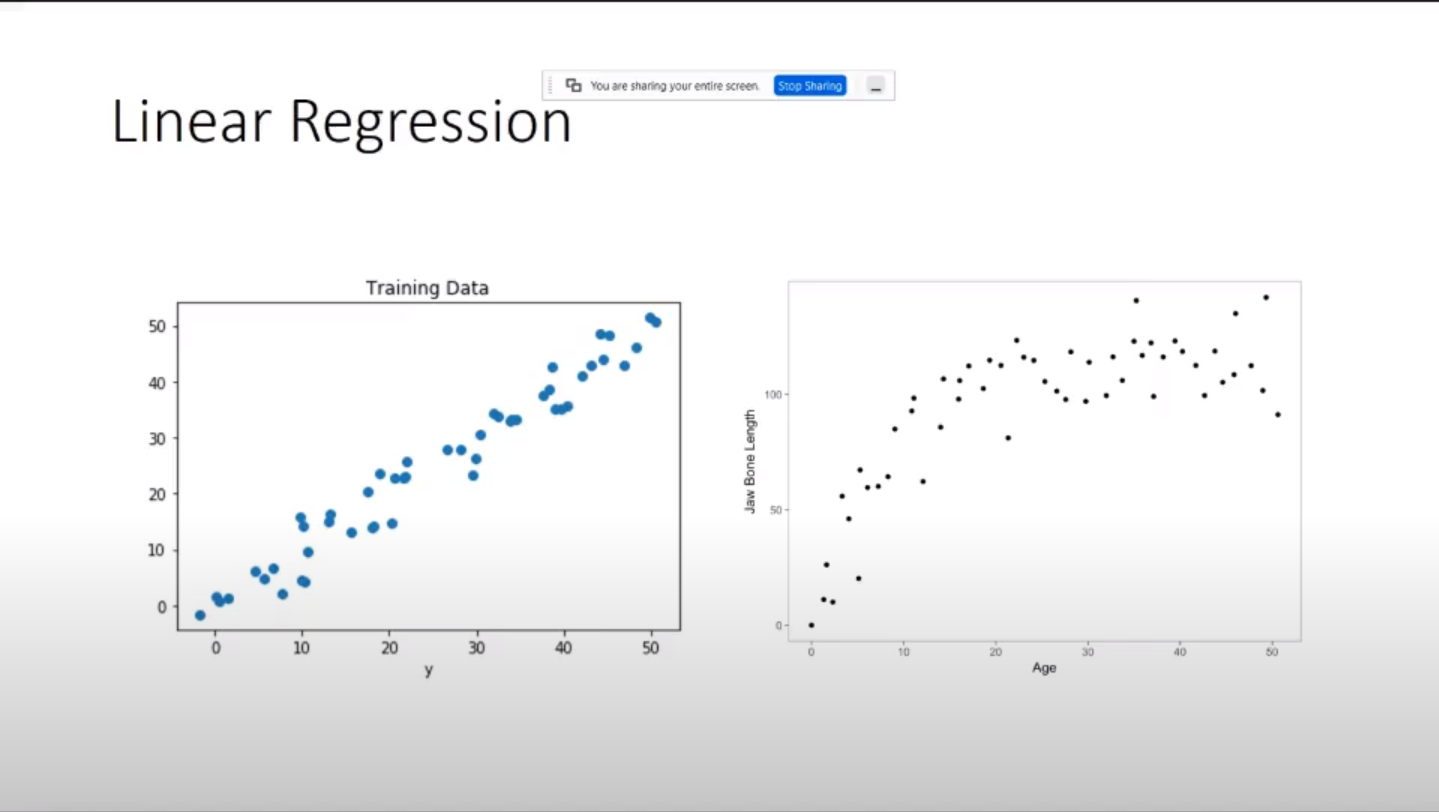 You are sharing your entire screen. Stop Sharing
Linear Regression
Training Data
50
40
30
20
10
0
0 10 20 30 40 50
y
Jaw Bone Length
100
50
0
0 10 20 30 40 50
Age